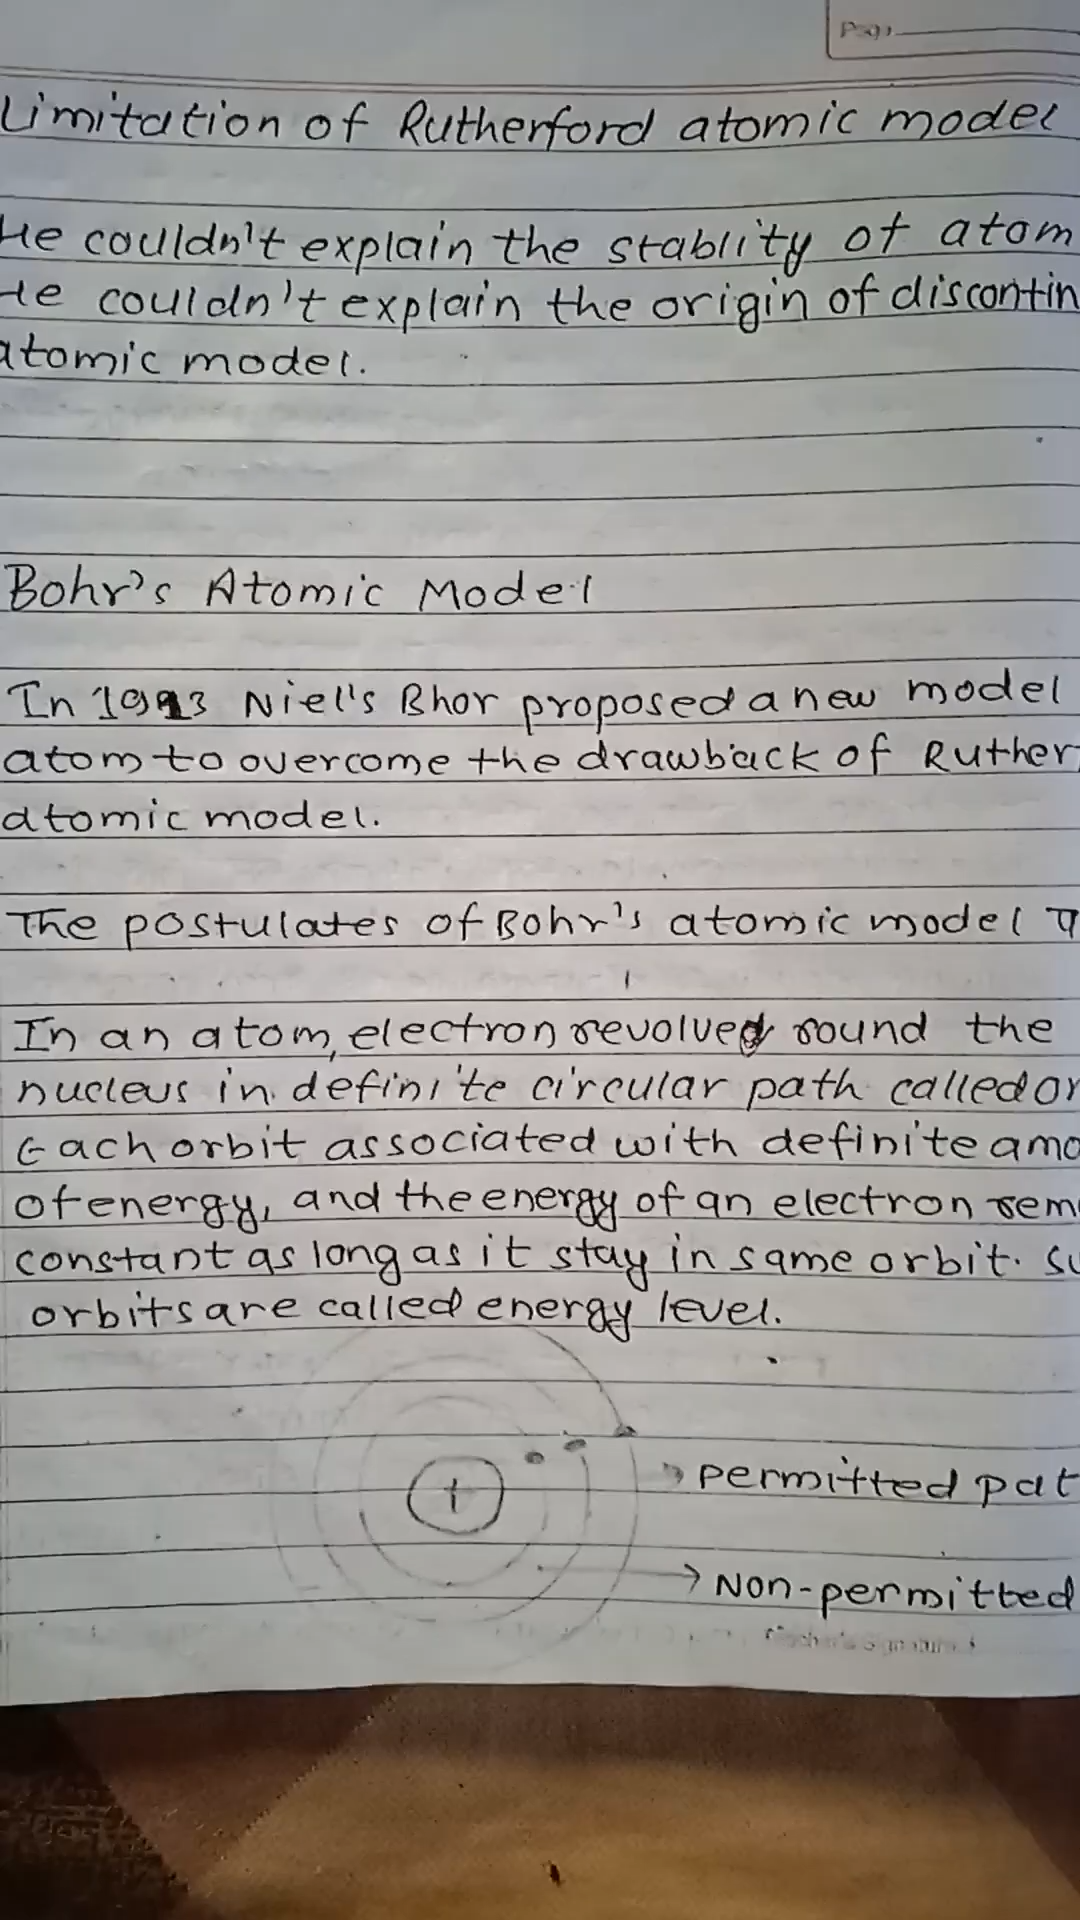 Page
Limitation of Rutherford atomic model
He couldn't explain the stablity of atom
He couldn't explain the origin of discontin
atomic model.
Bohr's Atomic Model
In 1913 Niel's Bhor proposed a new model
atom to overcome the drawback of Ruther
atomic model.
The postulates of Bohr's atomic model
In an atom, electron revolved round the
nucleus in definite circular path called or
Each orbit associated with definite amo
of energy, and the energy of an electron rem
constant as long as it stay in same orbit. su
orbits are called energy level.
+
permitted pat
Non-permitted
Teacher's Signature